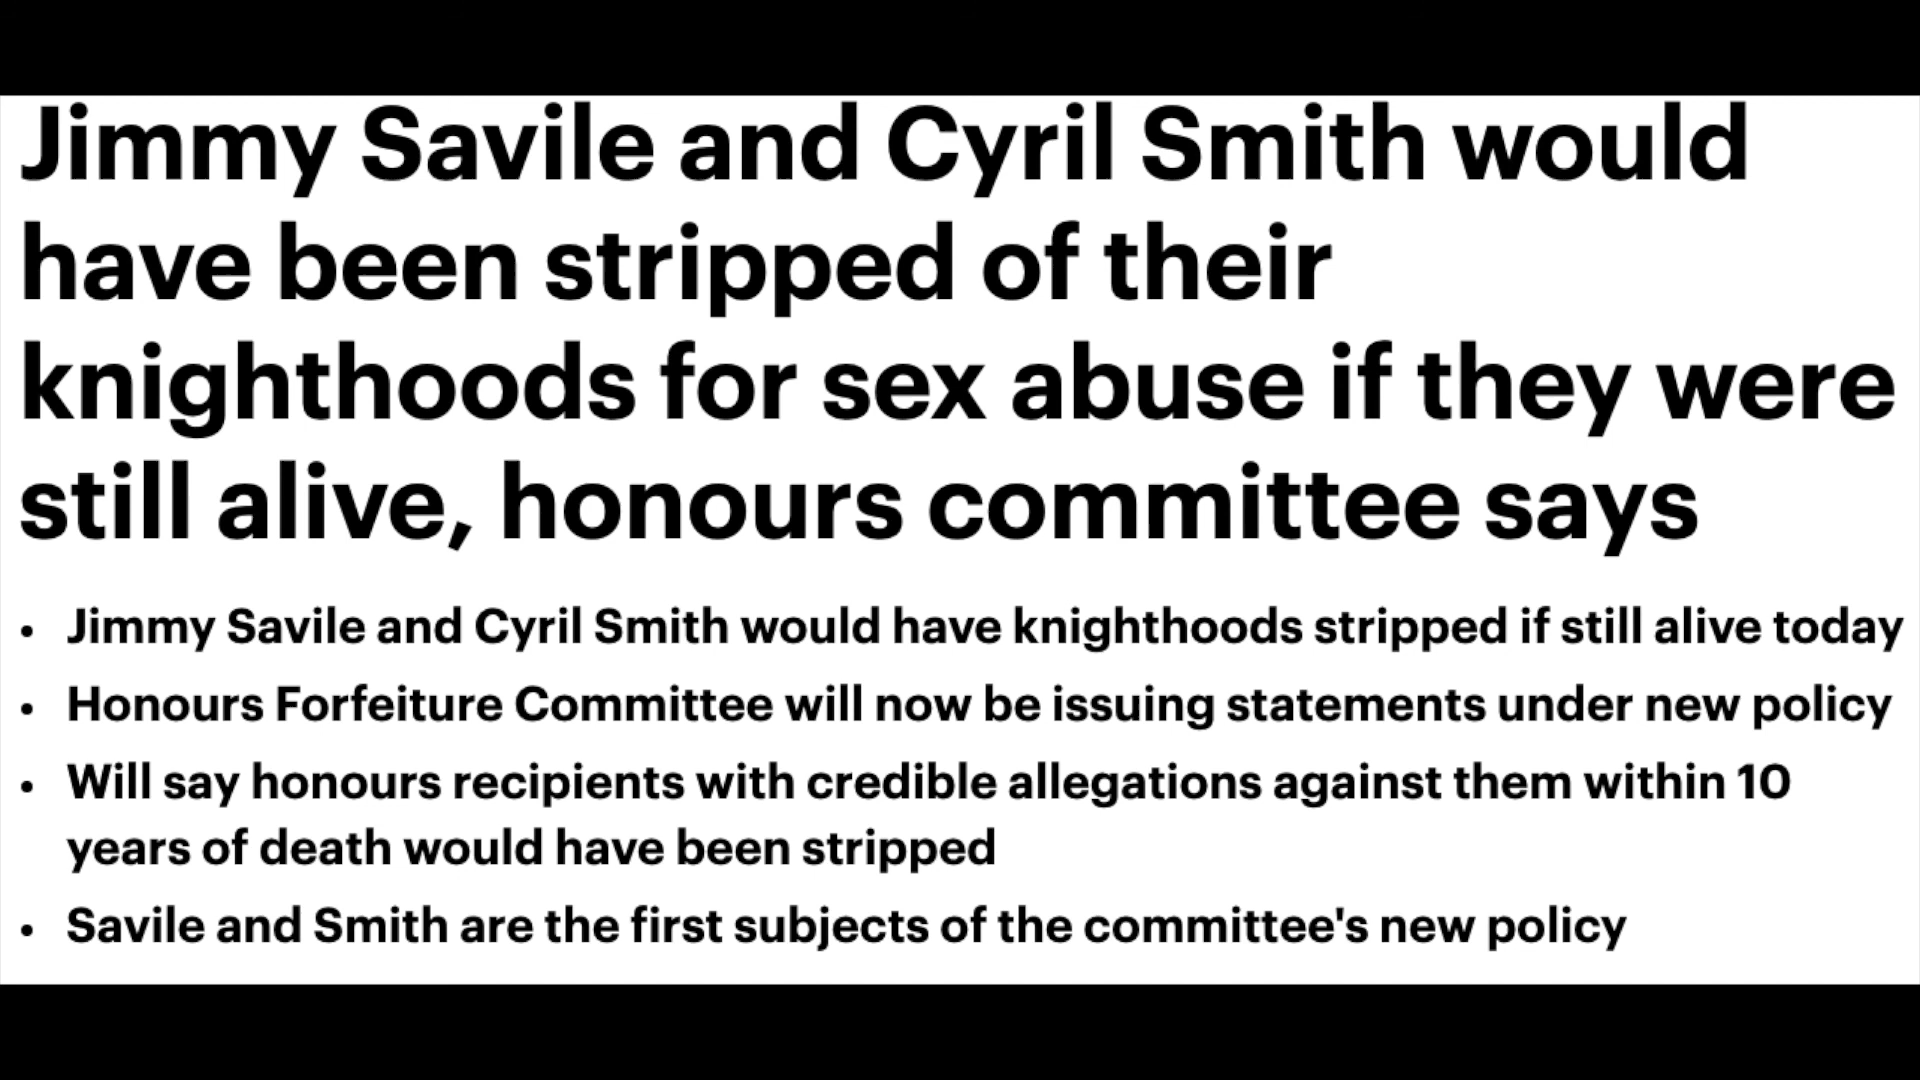 Jimmy Savile and Cyril Smith would
have been stripped of their
knighthoods for sex abuse if they were
still alive, honours committee says
• Jimmy Savile and Cyril Smith would have knighthoods stripped if still alive today
• Honours Forfeiture Committee will now be issuing statements under new policy
• Will say honours recipients with credible allegations against them within 10
years of death would have been stripped
• Savile and Smith are the first subjects of the committee's new policy